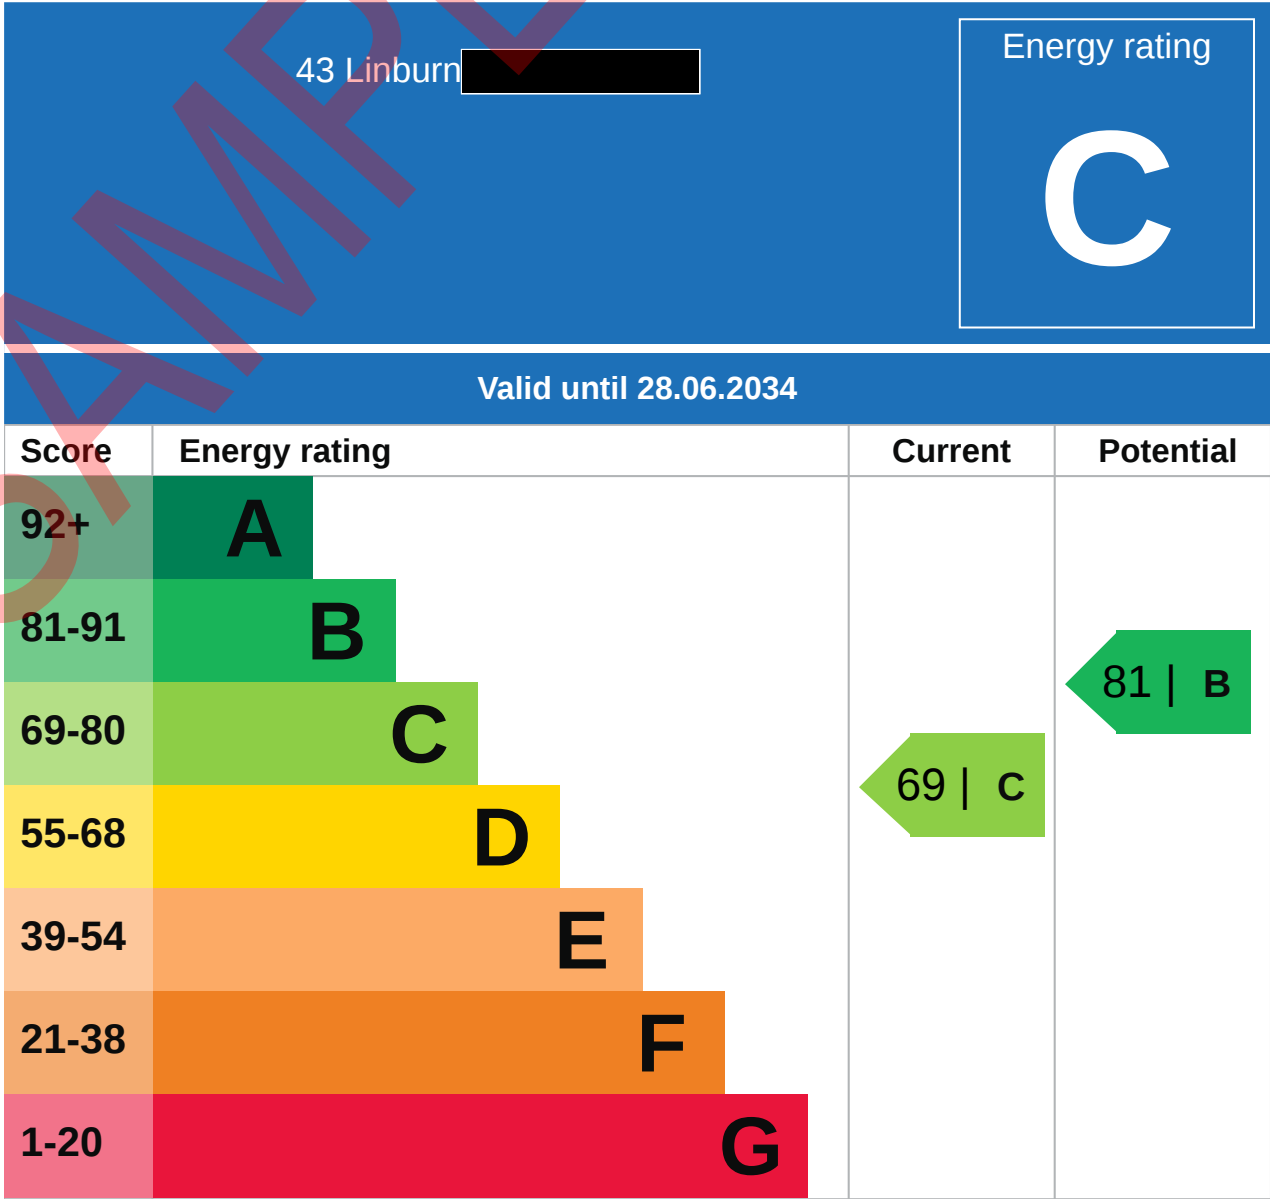 43 Linburn
Energy rating
C
Valid until 28.06.2034
Score Energy rating Current Potential
92+ A
81-91 B
81 | B
69-80 C
69 | C
55-68 D
39-54 E
21-38 F
1-20 G